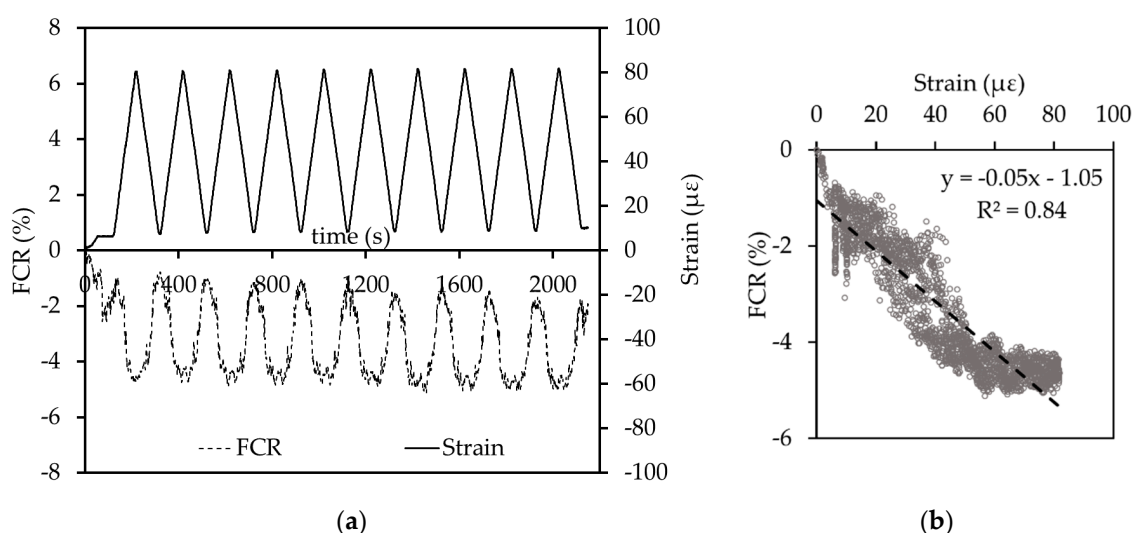 8
6
4
2
0
-2
-4
-6
-8
FCR (%)
0 400 800 1200 1600 2000
time (s)
100
80
60
40
20
0
-20
-40
-60
-80
-100
Strain (με)
FCR Strain
(a)
Strain (με)
0 20 40 60 80 100
0
-2
-4
-6
FCR (%)
y = -0.05x - 1.05
R² = 0.84
(b)